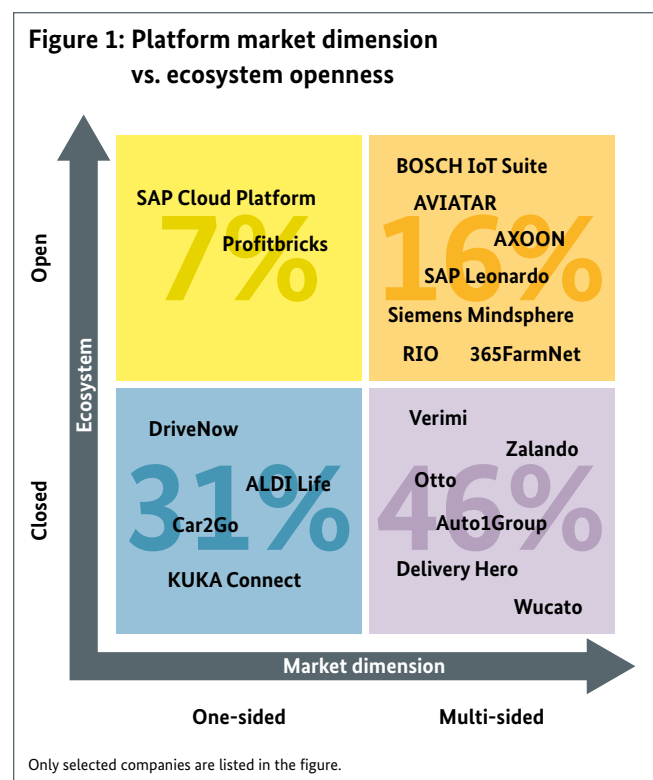 Figure 1: Platform market dimension
vs. ecosystem openness
Open
Closed
Ecosystem
SAP Cloud Platform
Profitbricks
7%
BOSCH IoT Suite
AVIATAR
AXOON
16%
SAP Leonardo
Siemens Mindsphere
RIO 365FarmNet
DriveNow
ALDI Life
31%
Car2Go
KUKA Connect
Verimi
Zalando
Otto
46%
Auto1Group
Delivery Hero
Wucato
Market dimension
One-sided Multi-sided
Only selected companies are listed in the figure.